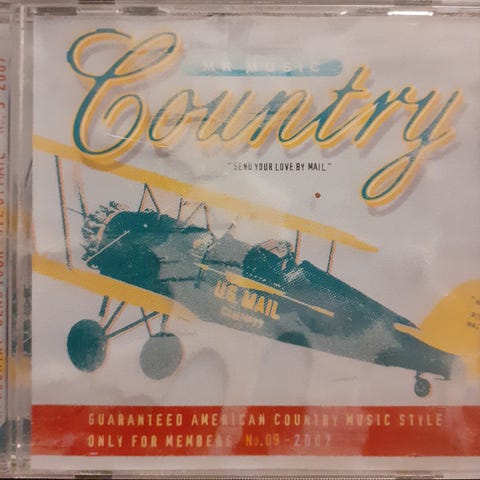 MR MUSIC
Country
"SEND YOUR LOVE BY MAIL"
US MAIL
GUARANTEED AMERICAN COUNTRY MUSIC STYLE
ONLY FOR MEMBERS No.09-2007